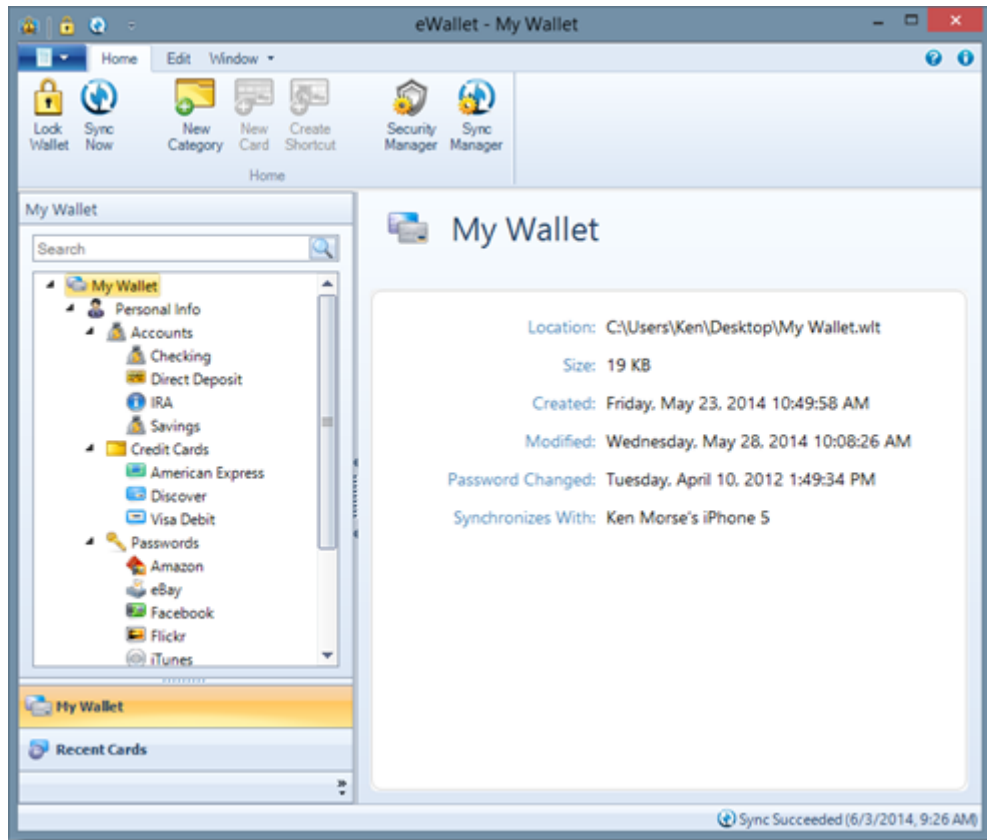 eWallet - My Wallet
Home Edit Window
Lock Wallet
Sync Now
New Category
New Card
Create Shortcut
Security Manager
Sync Manager
Home
My Wallet
Search
My Wallet
Personal Info
Accounts
Checking
Direct Deposit
IRA
Savings
Credit Cards
American Express
Discover
Visa Debit
Passwords
Amazon
eBay
Facebook
Flickr
iTunes
My Wallet
Recent Cards
My Wallet
Location: C:\Users\Ken\Desktop\My Wallet.wlt
Size: 19 KB
Created: Friday, May 23, 2014 10:49:58 AM
Modified: Wednesday, May 28, 2014 10:08:26 AM
Password Changed: Tuesday, April 10, 2012 1:49:34 PM
Synchronizes With: Ken Morse's iPhone 5
Sync Succeeded (6/3/2014, 9:26 AM)